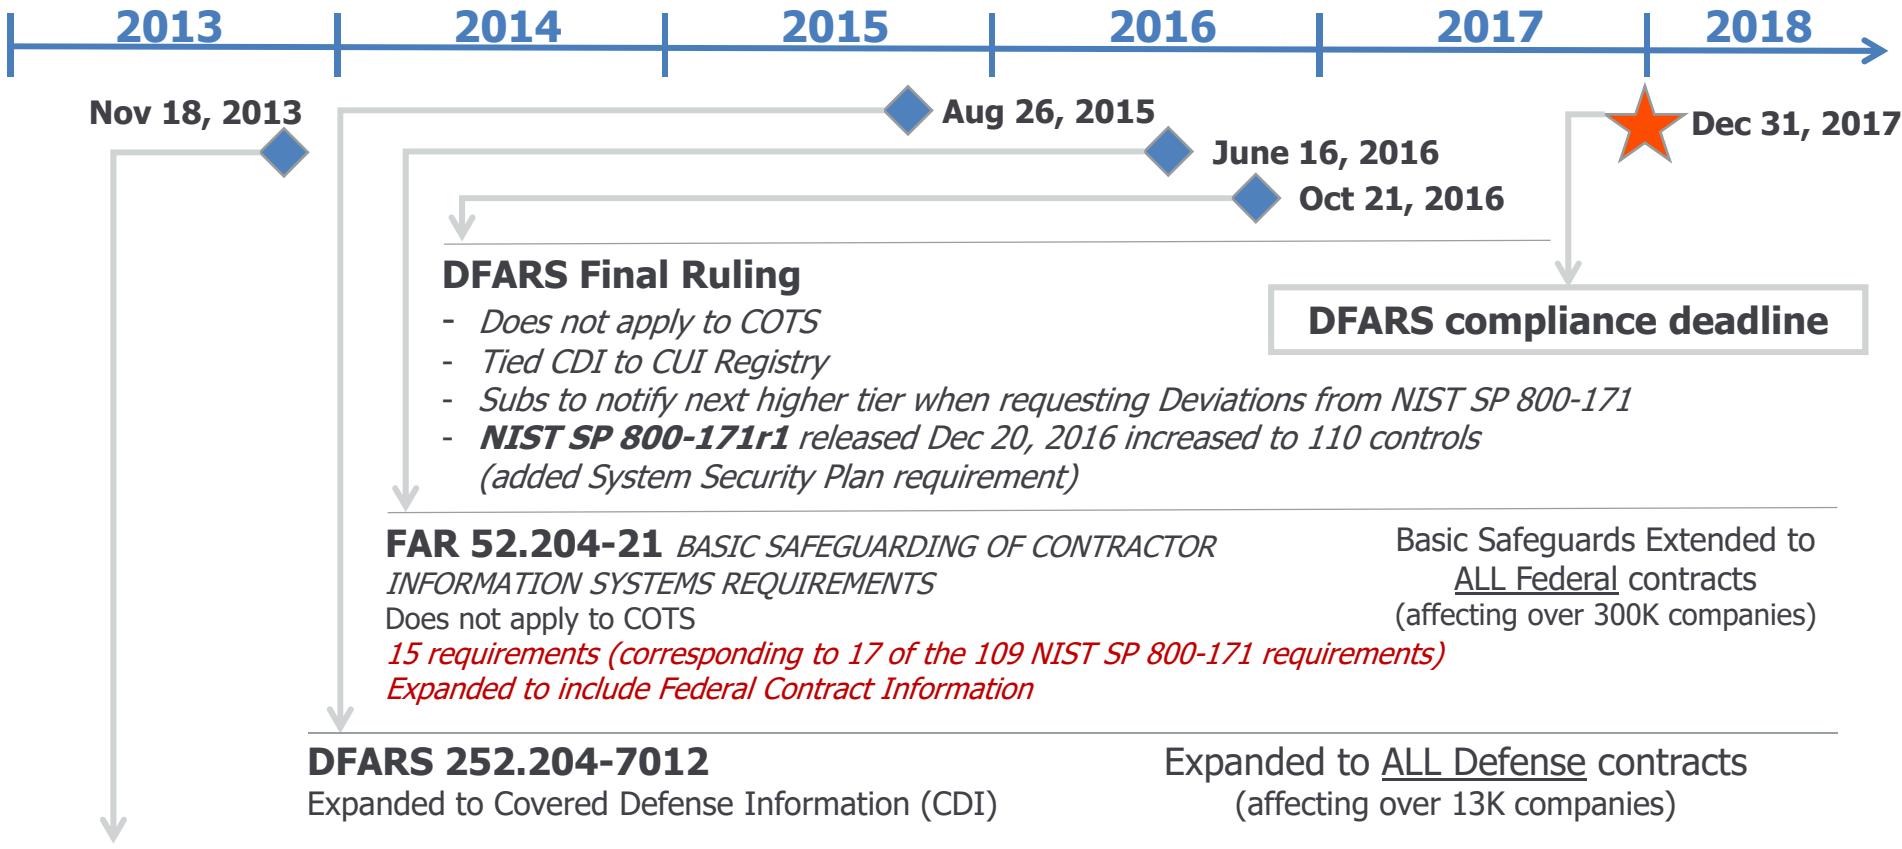 2013 2014 2015 2016 2017 2018
Nov 18, 2013
Aug 26, 2015
Dec 31, 2017
June 16, 2016
Oct 21, 2016
DFARS Final Ruling
- Does not apply to COTS
- Tied CDI to CUI Registry
- Subs to notify next higher tier when requesting Deviations from NIST SP 800-171
- NIST SP 800-171r1 released Dec 20, 2016 increased to 110 controls
(added System Security Plan requirement)
DFARS compliance deadline
FAR 52.204-21 BASIC SAFEGUARDING OF CONTRACTOR
INFORMATION SYSTEMS REQUIREMENTS
Does not apply to COTS
15 requirements (corresponding to 17 of the 109 NIST SP 800-171 requirements)
Expanded to include Federal Contract Information
Basic Safeguards Extended to
ALL Federal contracts
(affecting over 300K companies)
DFARS 252.204-7012
Expanded to Covered Defense Information (CDI)
Expanded to ALL Defense contracts
(affecting over 13K companies)